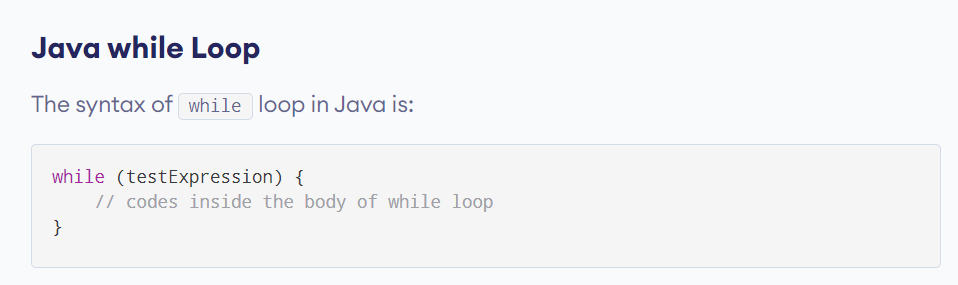 Java while Loop
The syntax of while loop in Java is:
while (testExpression) {
    // codes inside the body of while loop
}